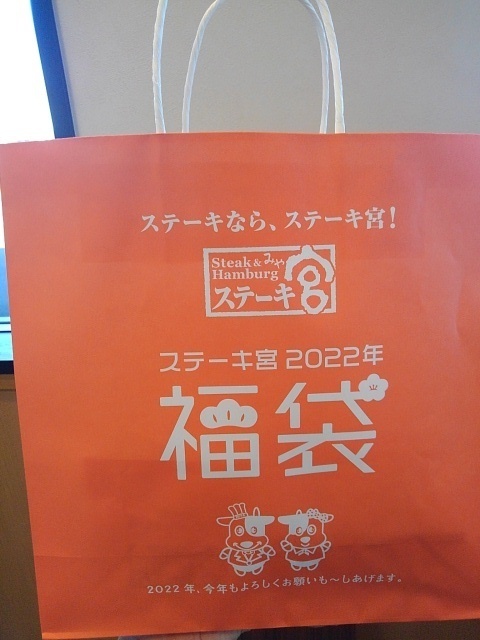 ステーキなら、ステーキ宮!
Steak &
Hamburg
みや
ステーキ 宮
ステーキ宮 2022年
福袋
2022年、今年もよろしくお願いも〜しあげます。